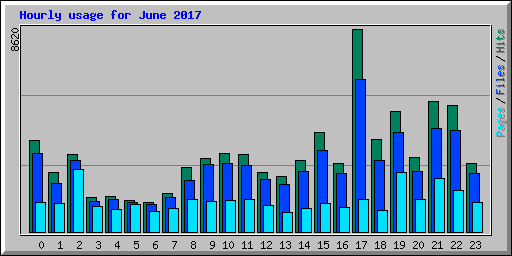 Hourly usage for June 2017
8620
Pages/Files/Hits
0 1 2 3 4 5 6 7 8 9 10 11 12 13 14 15 16 17 18 19 20 21 22 23